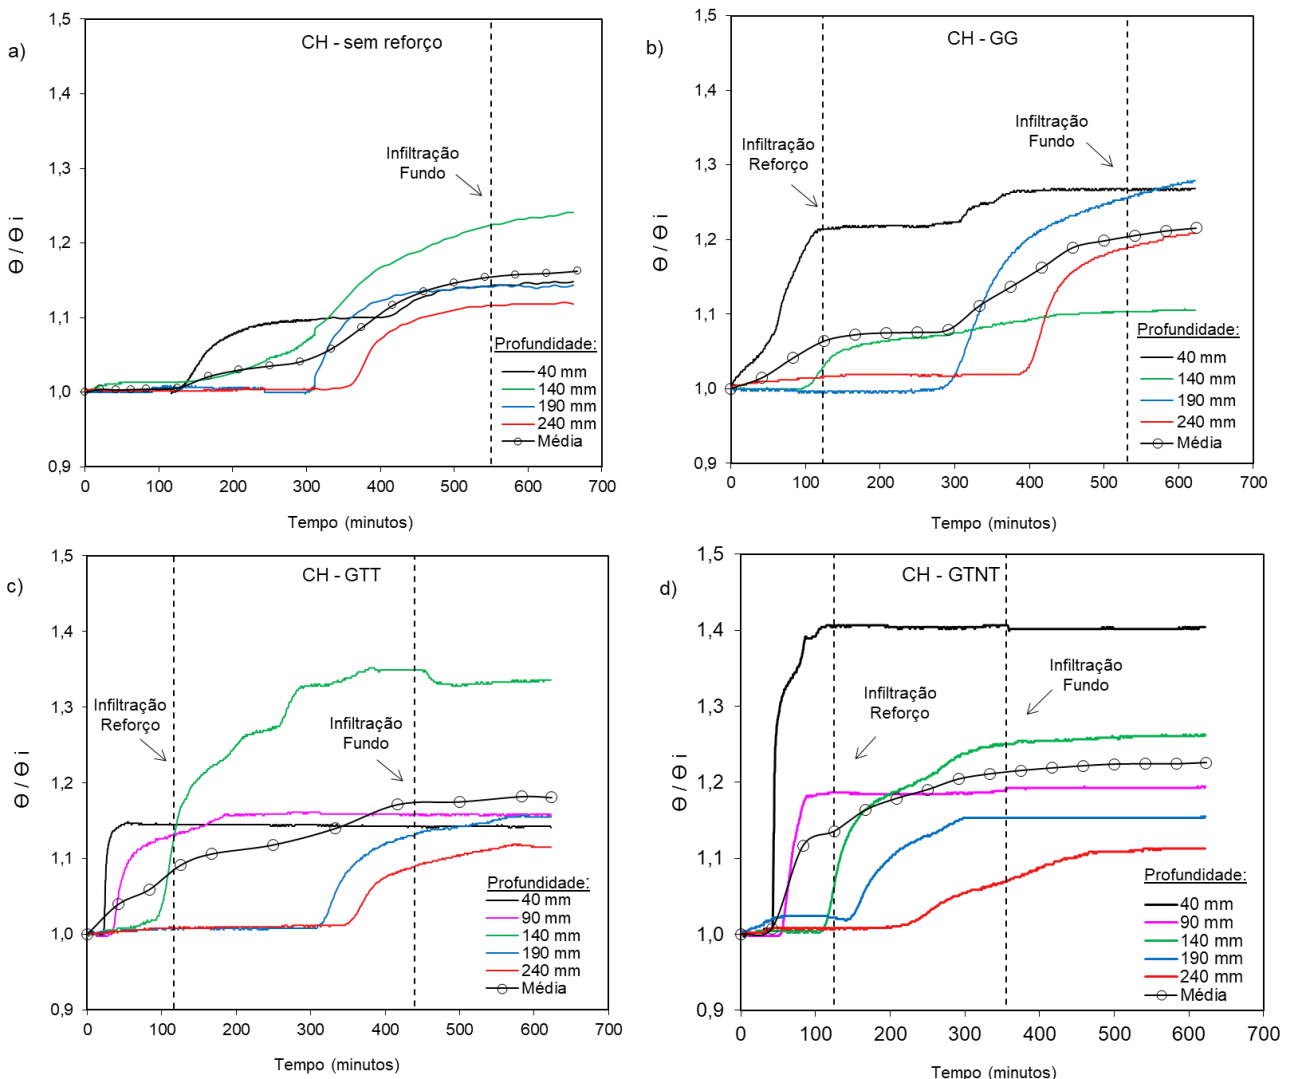 a)
CH - sem reforço
1,5
1,4
1,3
1,2
1,1
1,0
0,9
Θ / Θ i
Infiltração
Fundo
Profundidade:
40 mm
140 mm
190 mm
240 mm
Média
0 100 200 300 400 500 600 700
Tempo (minutos)
b)
CH - GG
1,5
1,4
1,3
1,2
1,1
1,0
0,9
Θ / Θ i
Infiltração
Reforço
Infiltração
Fundo
Profundidade:
40 mm
140 mm
190 mm
240 mm
Média
0 100 200 300 400 500 600 700
Tempo (minutos)
c)
CH - GTT
1,5
1,4
1,3
1,2
1,1
1,0
0,9
Θ / Θ i
Infiltração
Reforço
Infiltração
Fundo
Profundidade:
40 mm
90 mm
140 mm
190 mm
240 mm
Média
0 100 200 300 400 500 600 700
Tempo (minutos)
d)
CH - GTNT
1,5
1,4
1,3
1,2
1,1
1,0
0,9
Θ / Θ i
Infiltração
Reforço
Infiltração
Fundo
Profundidade:
40 mm
90 mm
140 mm
190 mm
240 mm
Média
0 100 200 300 400 500 600 700
Tempo (minutos)